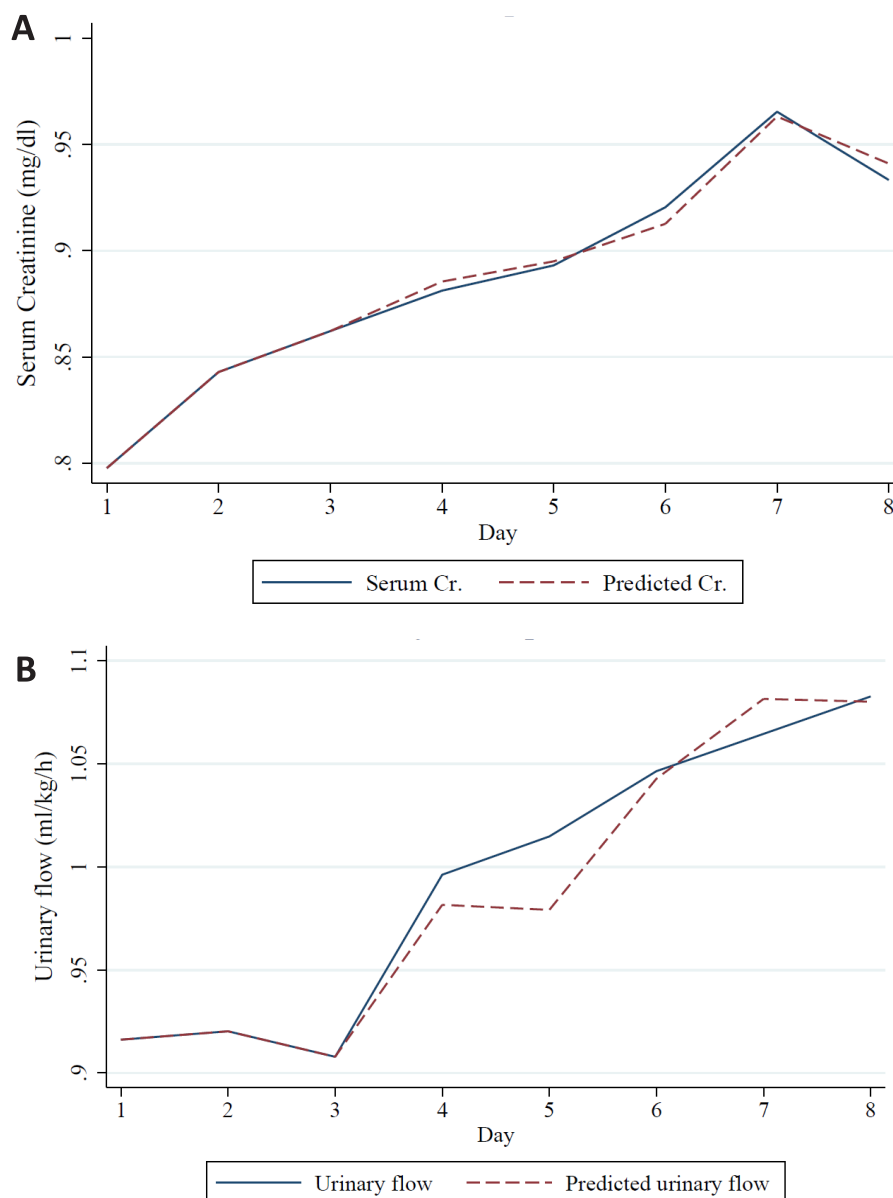 A
1
.95
.9
.85
.8
Serum Creatinine (mg/dl)
1 2 3 4 5 6 7 8
Day
Serum Cr. Predicted Cr.
B
1.1
1.05
1
.95
.9
Urinary flow (ml/kg/h)
1 2 3 4 5 6 7 8
Day
Urinary flow Predicted urinary flow